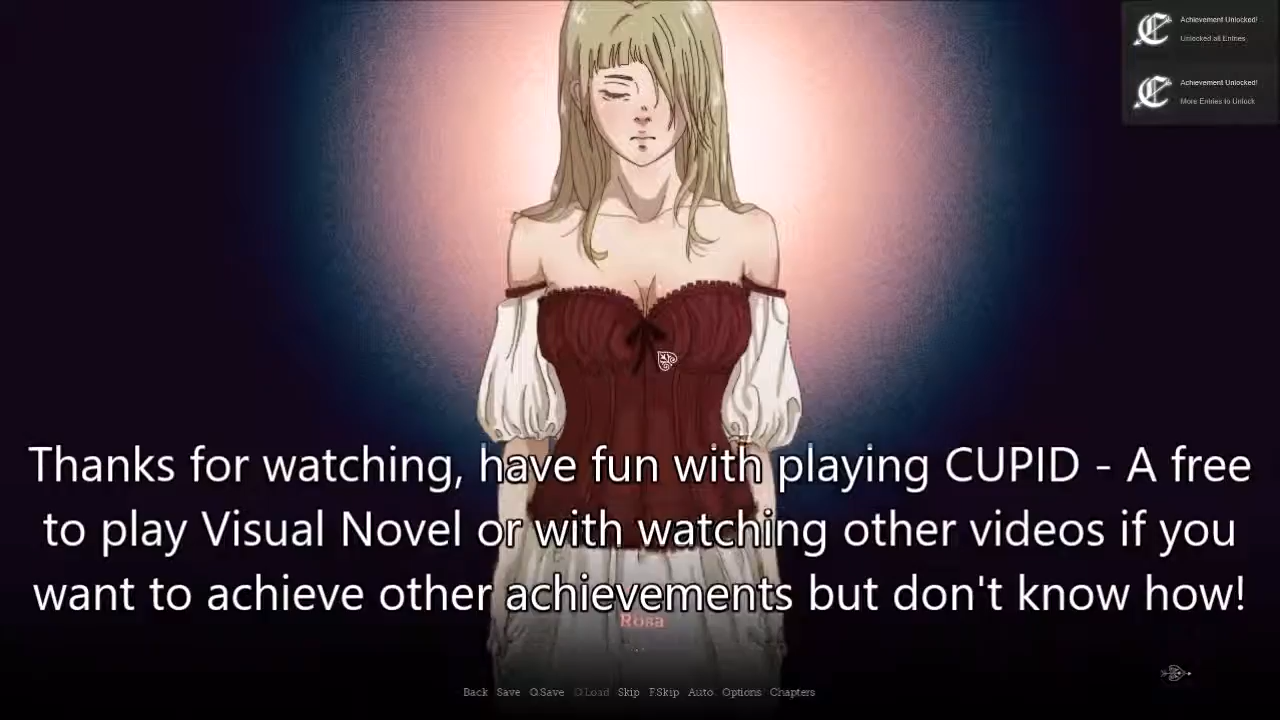 Achievement Unlocked!
Unlocked all Entries
Achievement Unlocked!
More Entries to Unlock
Thanks for watching, have fun with playing CUPID - A free
to play Visual Novel or with watching other videos if you
want to achieve other achievements but don't know how!
Rosa
...
Back Save Q.Save Q.Load Skip F.Skip Auto Options Chapters